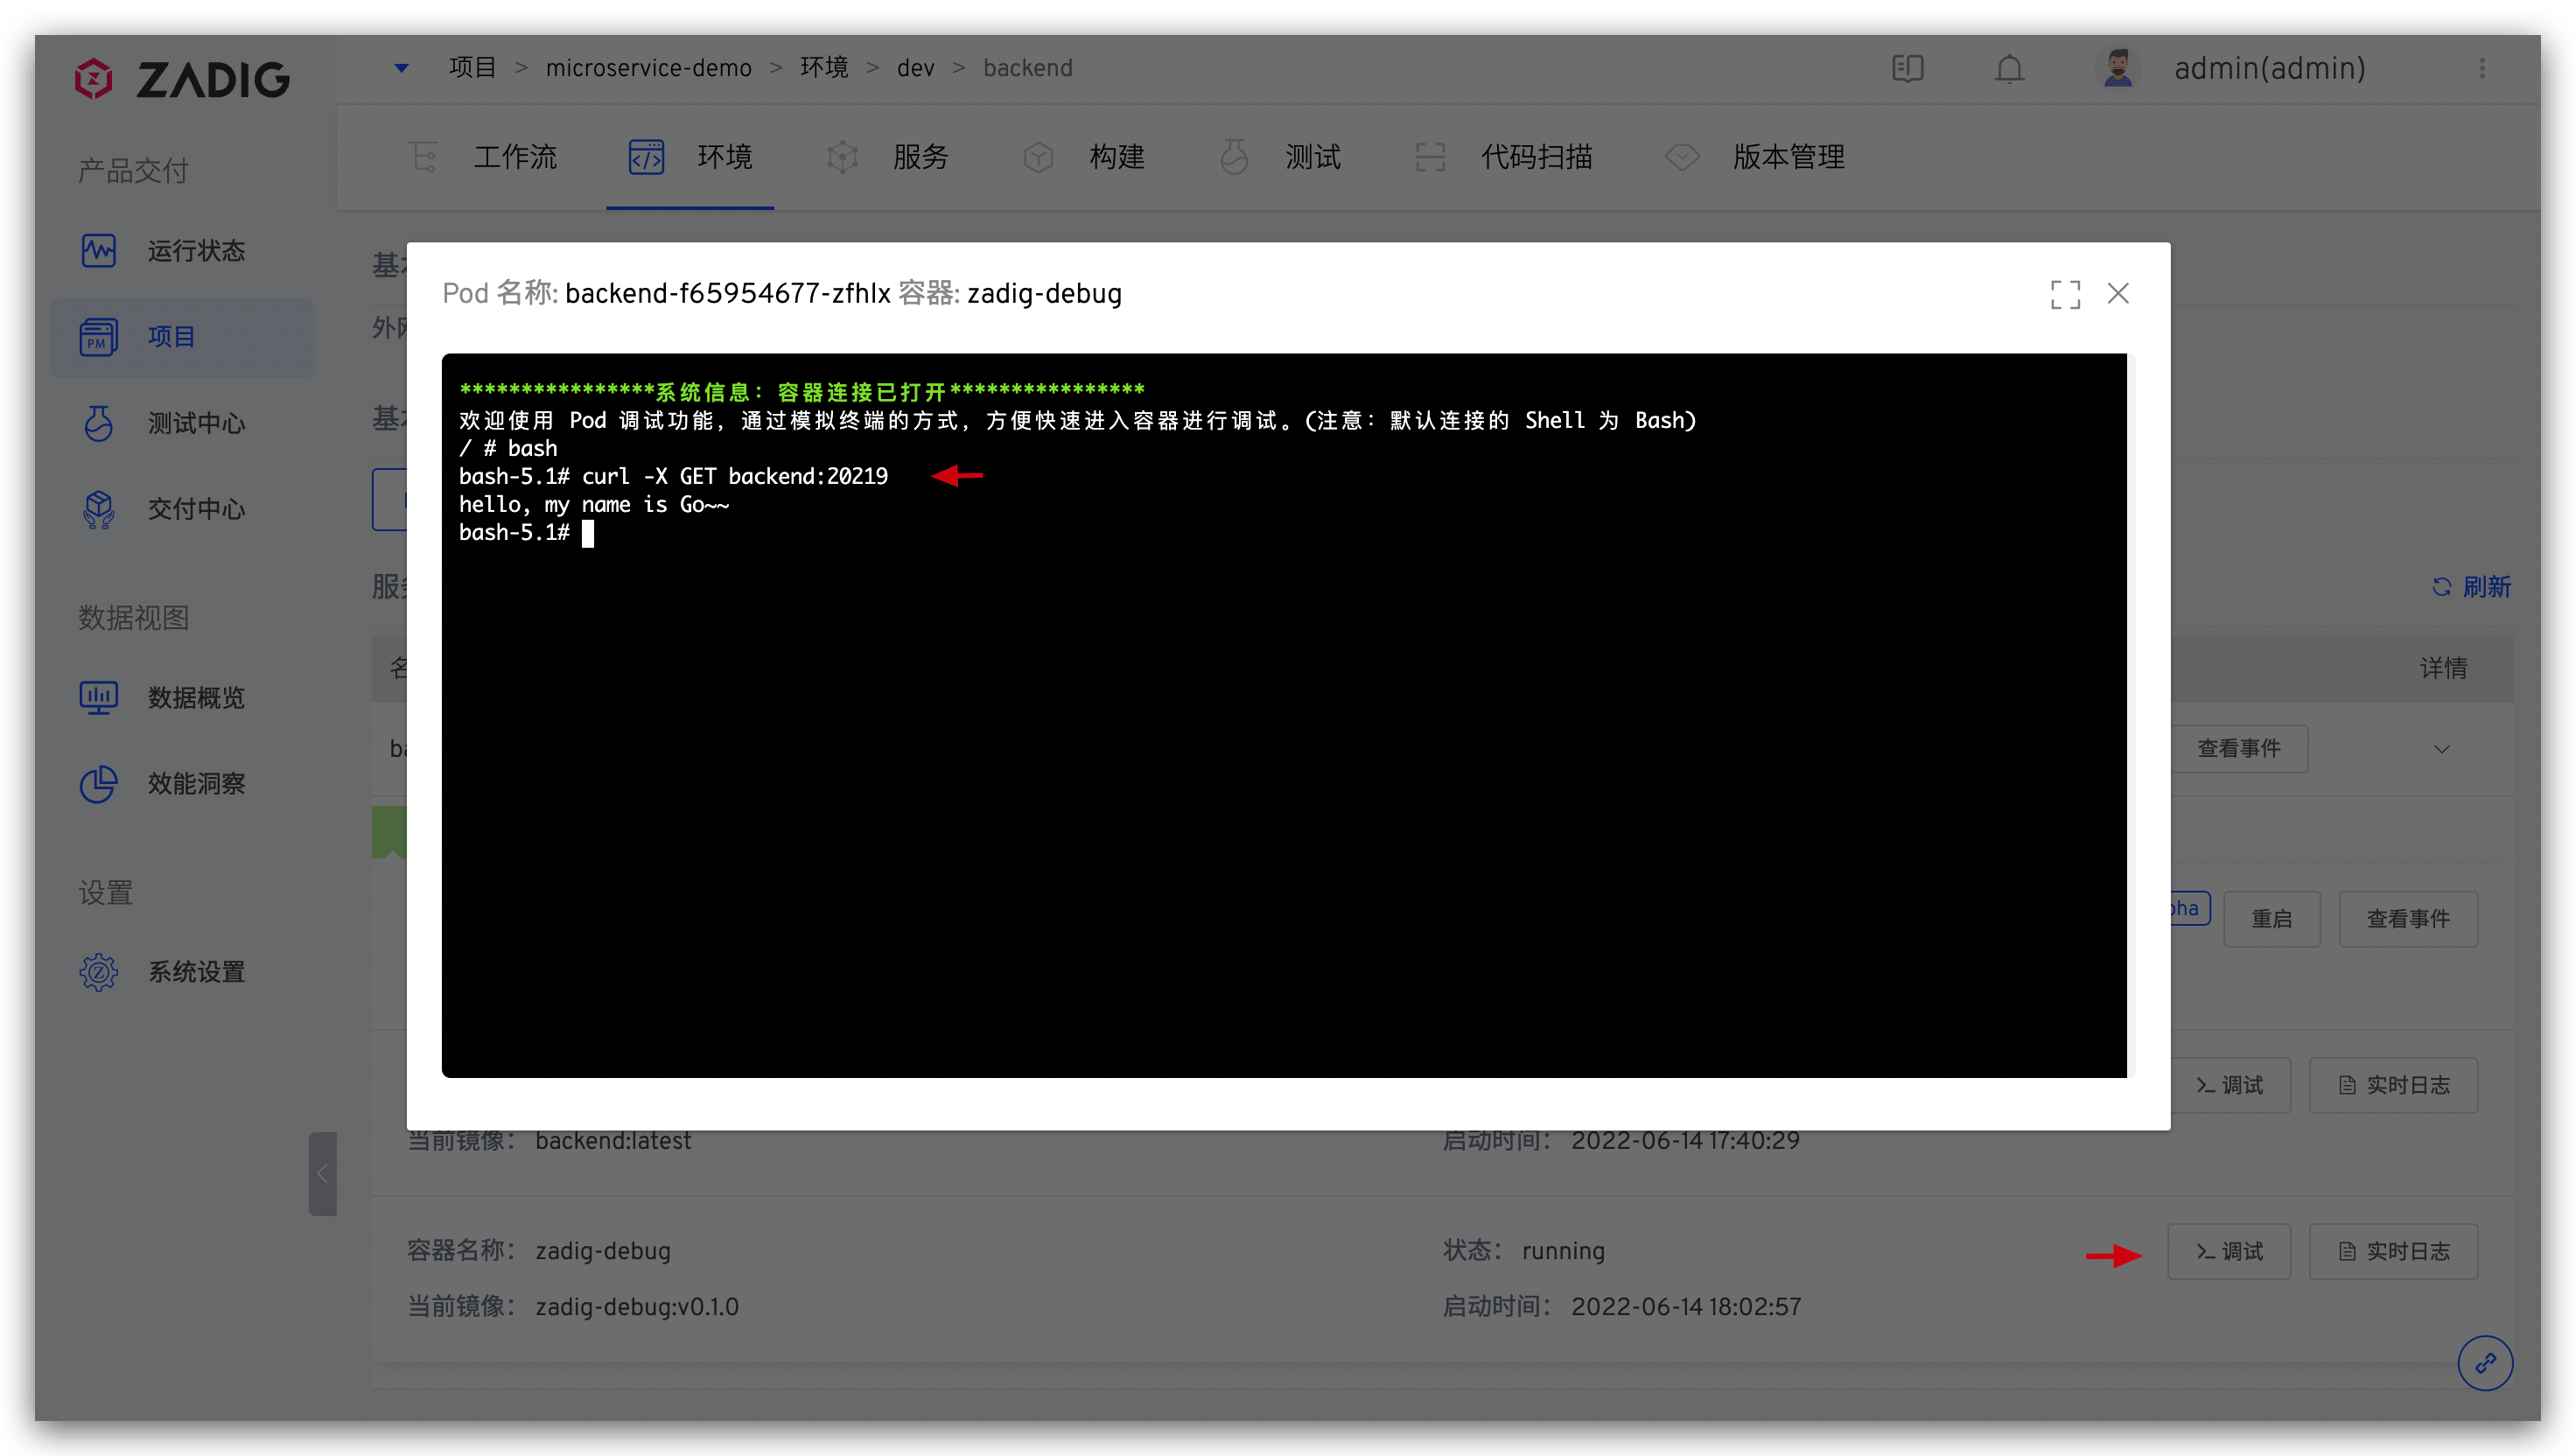 ZADIG
项目 > microservice-demo > 环境 > dev > backend
admin(admin)
产品交付
运行状态
PM
项目
测试中心
交付中心
数据视图
数据概览
效能洞察
设置
系统设置
工作流 环境 服务 构建 测试 代码扫描 版本管理
Pod 名称: backend-f65954677-zfhlx 容器: zadig-debug
****************系统信息：容器连接已打开****************
欢迎使用 Pod 调试功能，通过模拟终端的方式，方便快速进入容器进行调试。(注意：默认连接的 Shell 为 Bash)
/ # bash
bash-5.1# curl -X GET backend:20219
hello, my name is Go~~
bash-5.1#
刷新
详情
查看事件
重启 查看事件
调试 实时日志
当前镜像： backend:latest 启动时间： 2022-06-14 17:40:29
容器名称： zadig-debug 状态： running 调试 实时日志
当前镜像： zadig-debug:v0.1.0 启动时间： 2022-06-14 18:02:57